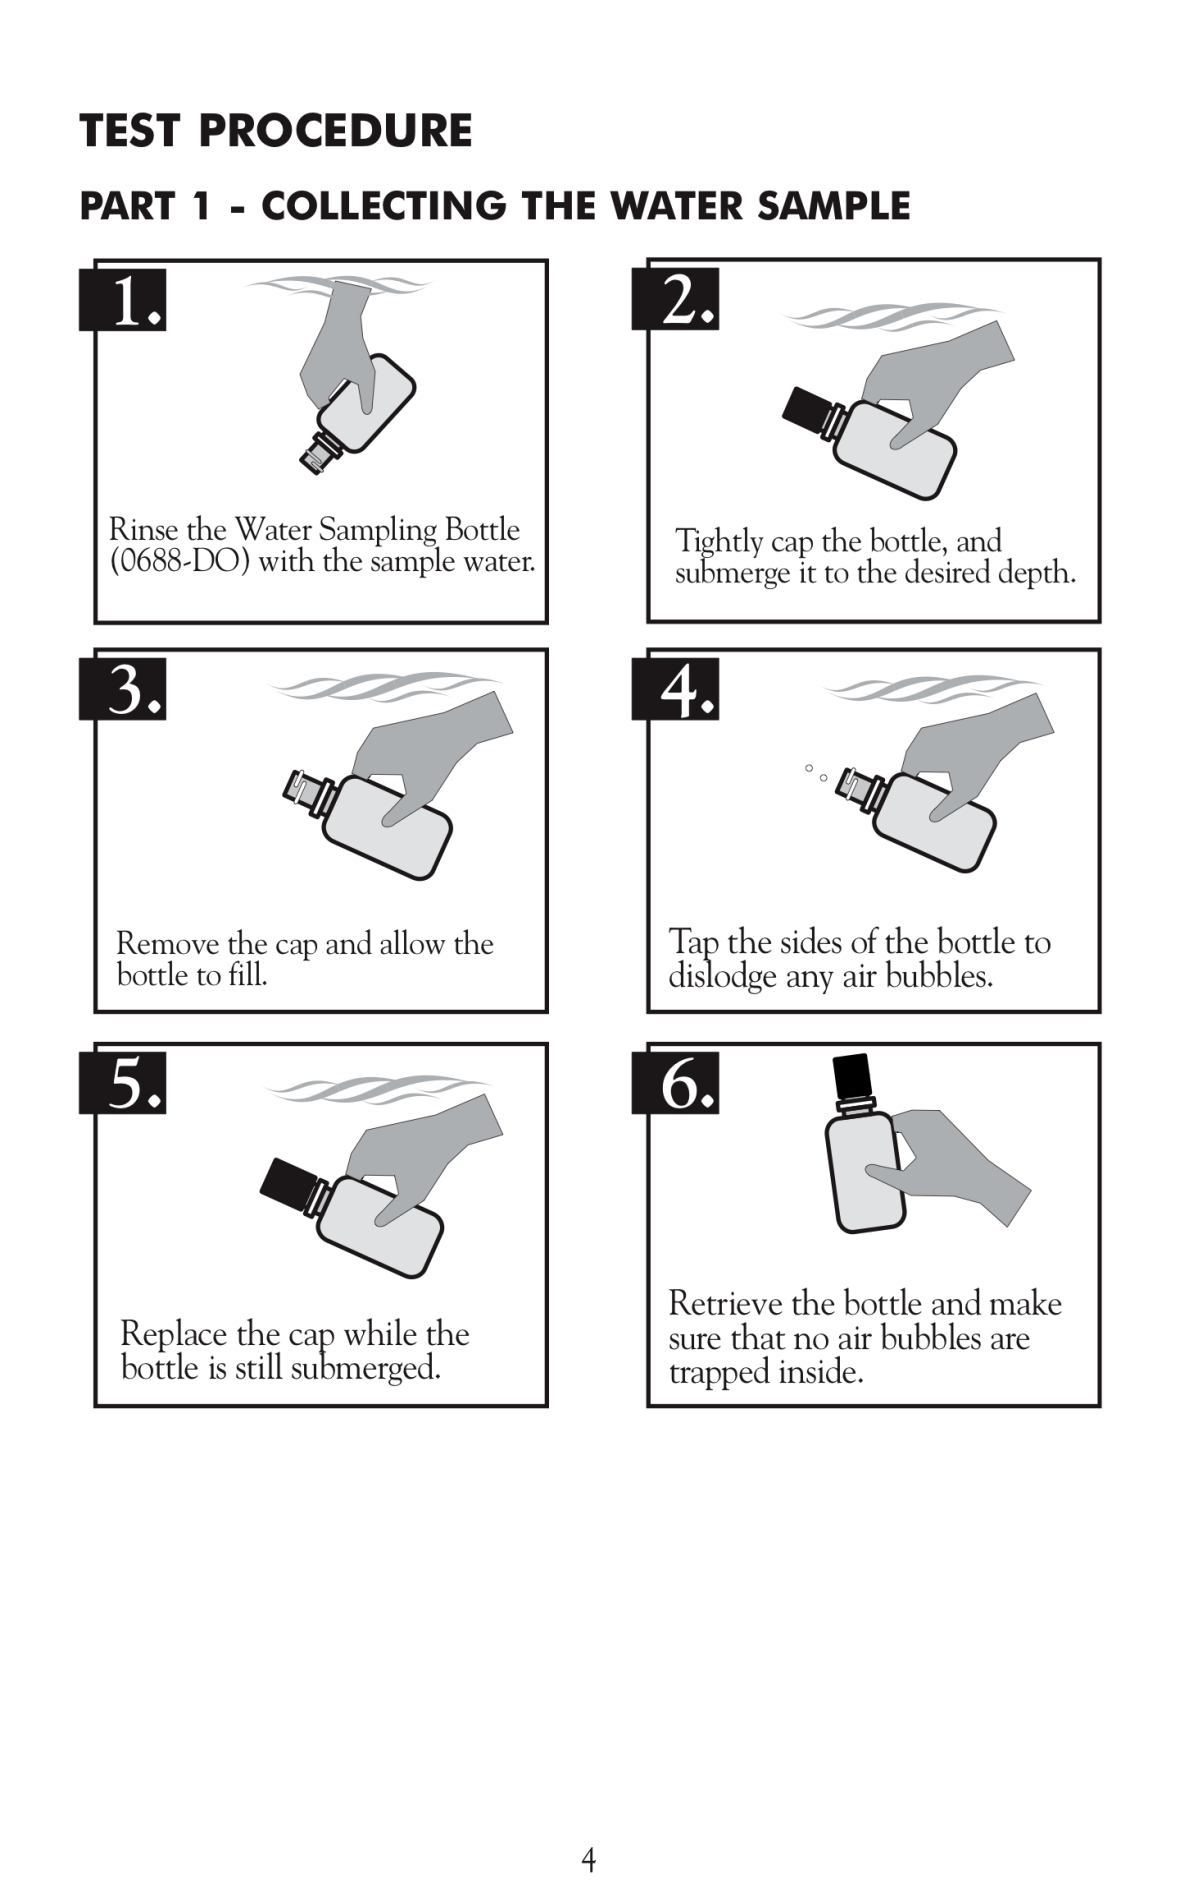 TEST PROCEDURE
PART 1 - COLLECTING THE WATER SAMPLE
1.
Rinse the Water Sampling Bottle
(0688-DO) with the sample water.
2.
Tightly cap the bottle, and
submerge it to the desired depth.
3.
Remove the cap and allow the
bottle to fill.
4.
Tap the sides of the bottle to
dislodge any air bubbles.
5.
Replace the cap while the
bottle is still submerged.
6.
Retrieve the bottle and make
sure that no air bubbles are
trapped inside.
4